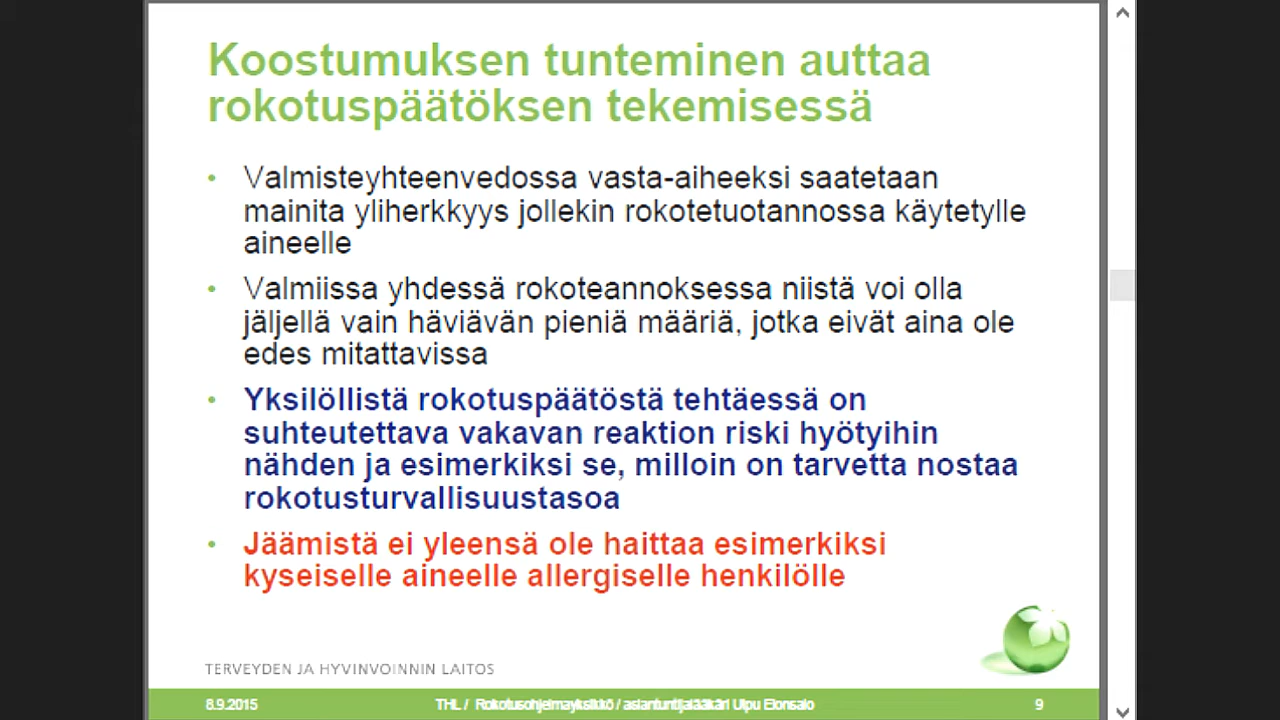 Koostumuksen tunteminen auttaa
rokotuspäätöksen tekemisessä
• Valmisteyhteenvedossa vasta-aiheeksi saatetaan
mainita yliherkkyys jollekin rokotetuotannossa käytetylle
aineelle
• Valmiissa yhdessä rokoteannoksessa niistä voi olla
jäljellä vain häviävän pieniä määriä, jotka eivät aina ole
edes mitattavissa
• Yksilöllistä rokotuspäätöstä tehtäessä on
suhteutettava vakavan reaktion riski hyötyihin
nähden ja esimerkiksi se, milloin on tarvetta nostaa
rokotusturvallisuustasoa
• Jäämistä ei yleensä ole haittaa esimerkiksi
kyseiselle aineelle allergiselle henkilölle
TERVEYDEN JA HYVINVOINNIN LAITOS
8.9.2015 THL / Rokotusohjelmayksikkö / asiantuntijalääkäri Ulpu Elonsalo 9